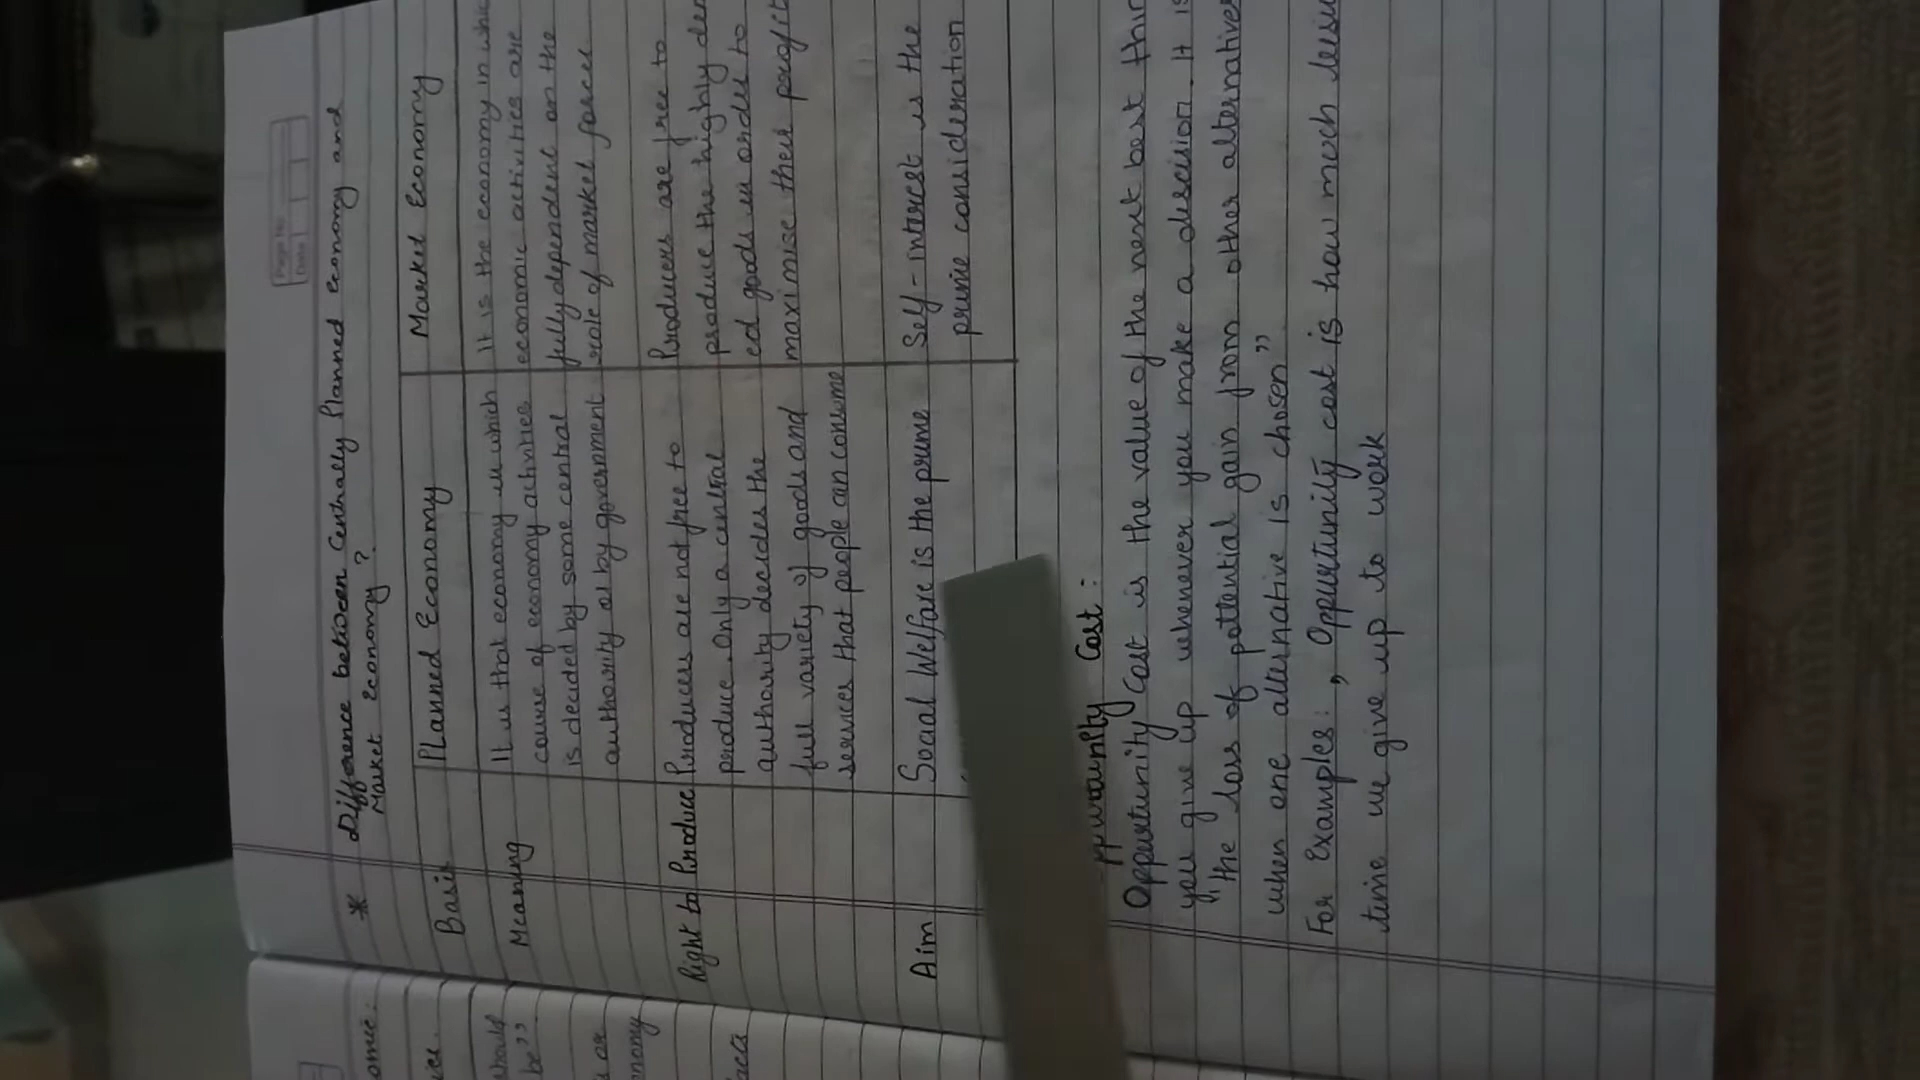 Page No.
Date
* Difference between Centrally Planned economy and
Market Economy?
Basis
Planned Economy
Market Economy
Meaning
It is that economy in which
course of economy activities
is decided by some central
authority or by government
It is the economy in
economic activities are
fully dependent on the
role of market forces
Right to Produce
Producers are not free to
produce. Only a central
authority decides the
full variety of goods and
services that people can consume
Producers are free to
produce the highly
ed goods in order to
maximise their profit
Aim
Social Welfare is the prime
Self-interest is the
prime consideration
Cost :
Opportunity Cost is the value of the next best
you give up whenever you make a decision. It is
"the loss of potential gain from other alternatives
when one alternative is chosen"
For Examples: , Opportunity cost is how much
time we give up to work
should
be"
or